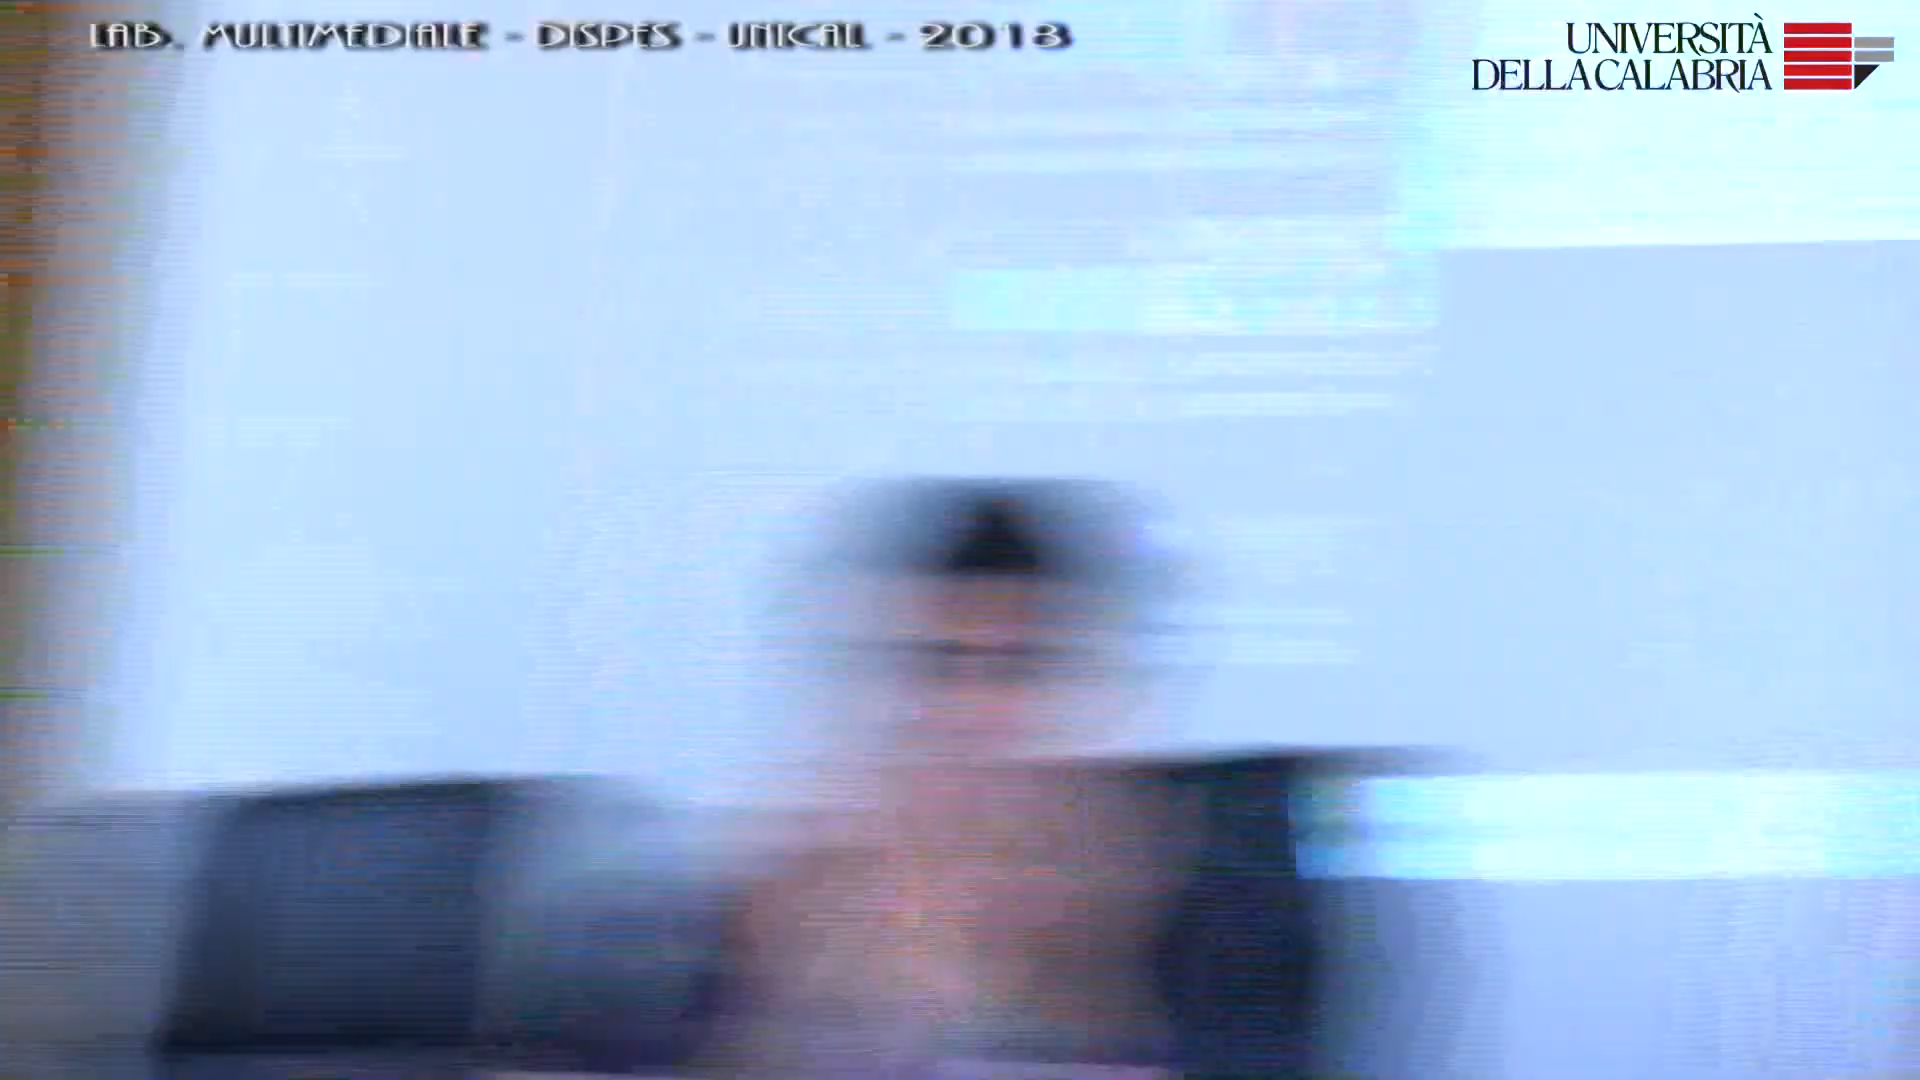 LAB. MULTIMEDIALE - DISPES - UNICAL - 2018
UNIVERSITÀ
DELLA CALABRIA